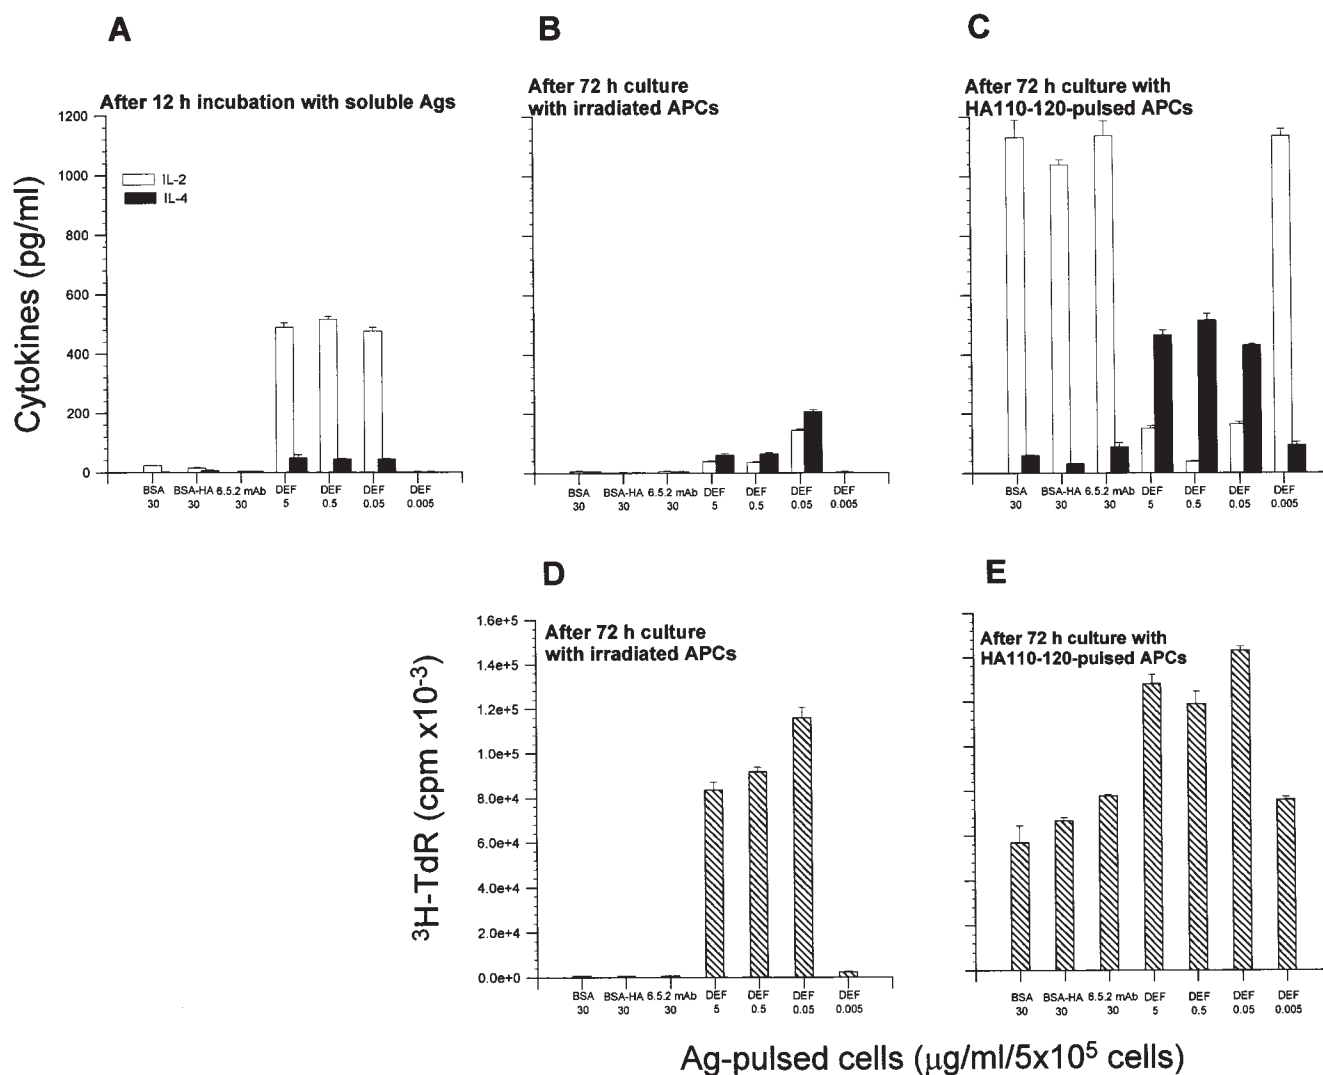 A
After 12 h incubation with soluble Ags
1200
1000
800
600
400
200
0
Cytokines (pg/ml)
IL-2
IL-4
BSA BSA-HA 6.5.2 mAb DEF DEF DEF DEF
30 30 30 5 0.5 0.05 0.005
B
After 72 h culture
with irradiated APCs
BSA BSA-HA 6.5.2 mAb DEF DEF DEF DEF
30 30 30 5 0.5 0.05 0.005
C
After 72 h culture with
HA110-120-pulsed APCs
BSA BSA-HA 6.5.2 mAb DEF DEF DEF DEF
30 30 30 5 0.5 0.05 0.005
D
After 72 h culture
with irradiated APCs
1.6e+5
1.4e+5
1.2e+5
1.0e+5
8.0e+4
6.0e+4
4.0e+4
2.0e+4
0.0e+0
³H-TdR (cpm x10⁻³)
BSA BSA-HA 6.5.2 mAb DEF DEF DEF DEF
30 30 30 5 0.5 0.05 0.005
E
After 72 h culture with
HA110-120-pulsed APCs
BSA BSA-HA 6.5.2 mAb DEF DEF DEF DEF
30 30 30 5 0.5 0.05 0.005
Ag-pulsed cells (μg/ml/5x10⁵ cells)